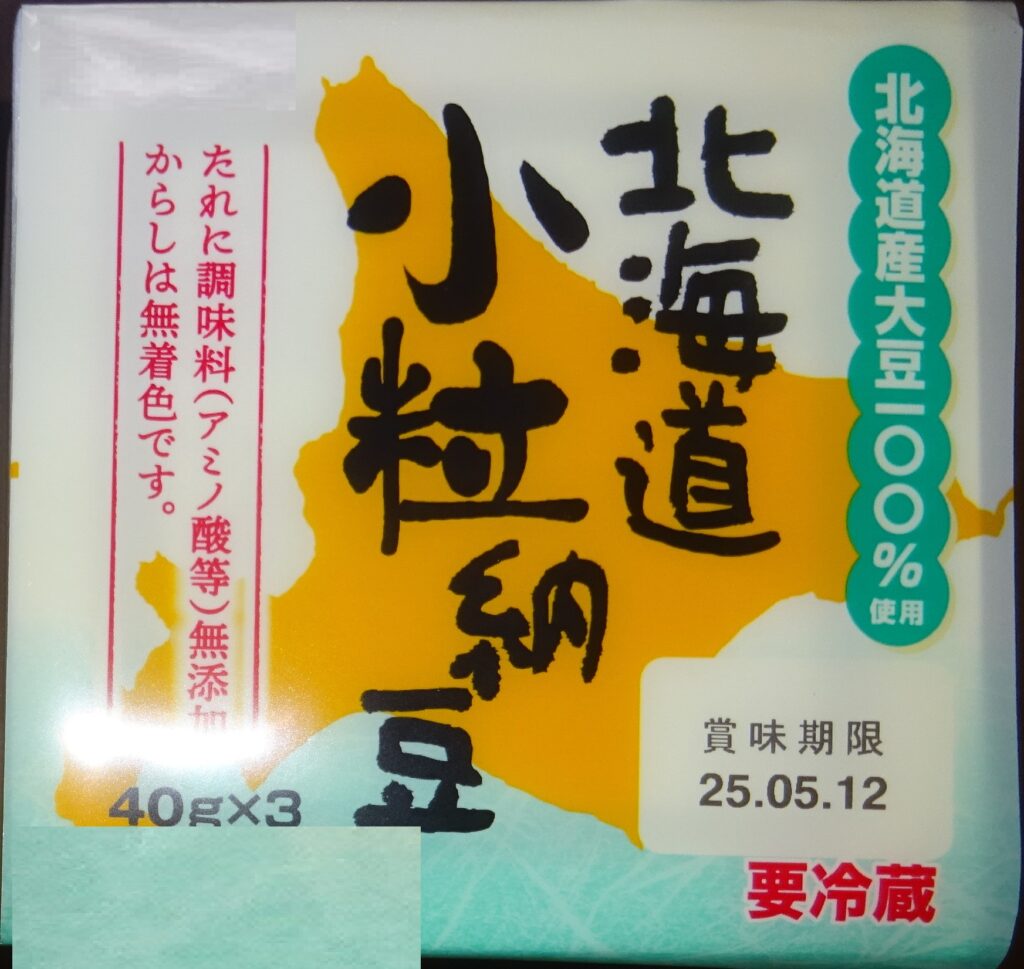 北海道産大豆一〇〇%使用
北海道
小粒納豆
たれに調味料(アミノ酸等)無添加
からしは無着色です。
賞味期限
25.05.12
要冷蔵
40g×3